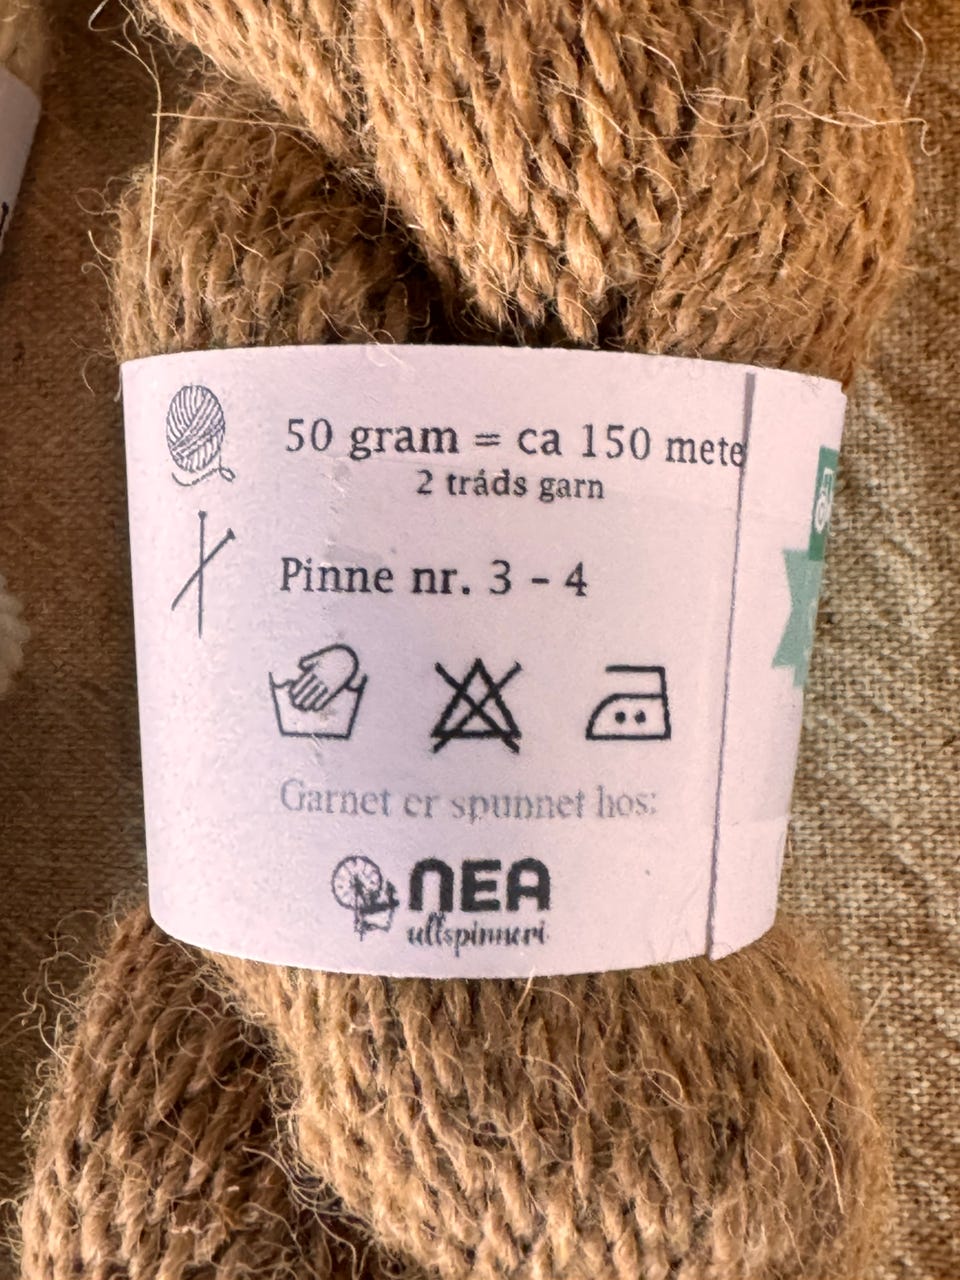 50 gram = ca 150 mete
2 tråds garn
Pinne nr. 3 - 4
Garnet er spunnet hos:
NEA
ullspinneri